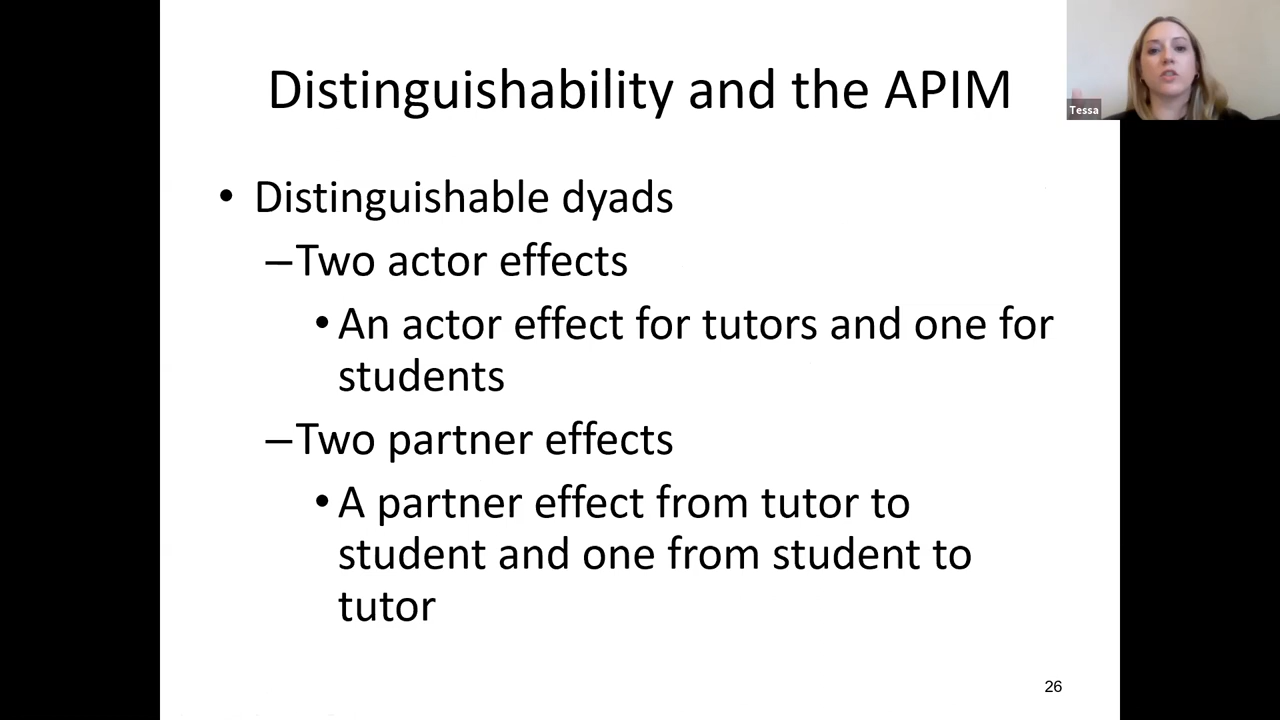 Distinguishability and the APIM
Tessa
• Distinguishable dyads
–Two actor effects
• An actor effect for tutors and one for
students
–Two partner effects
• A partner effect from tutor to
student and one from student to
tutor
26